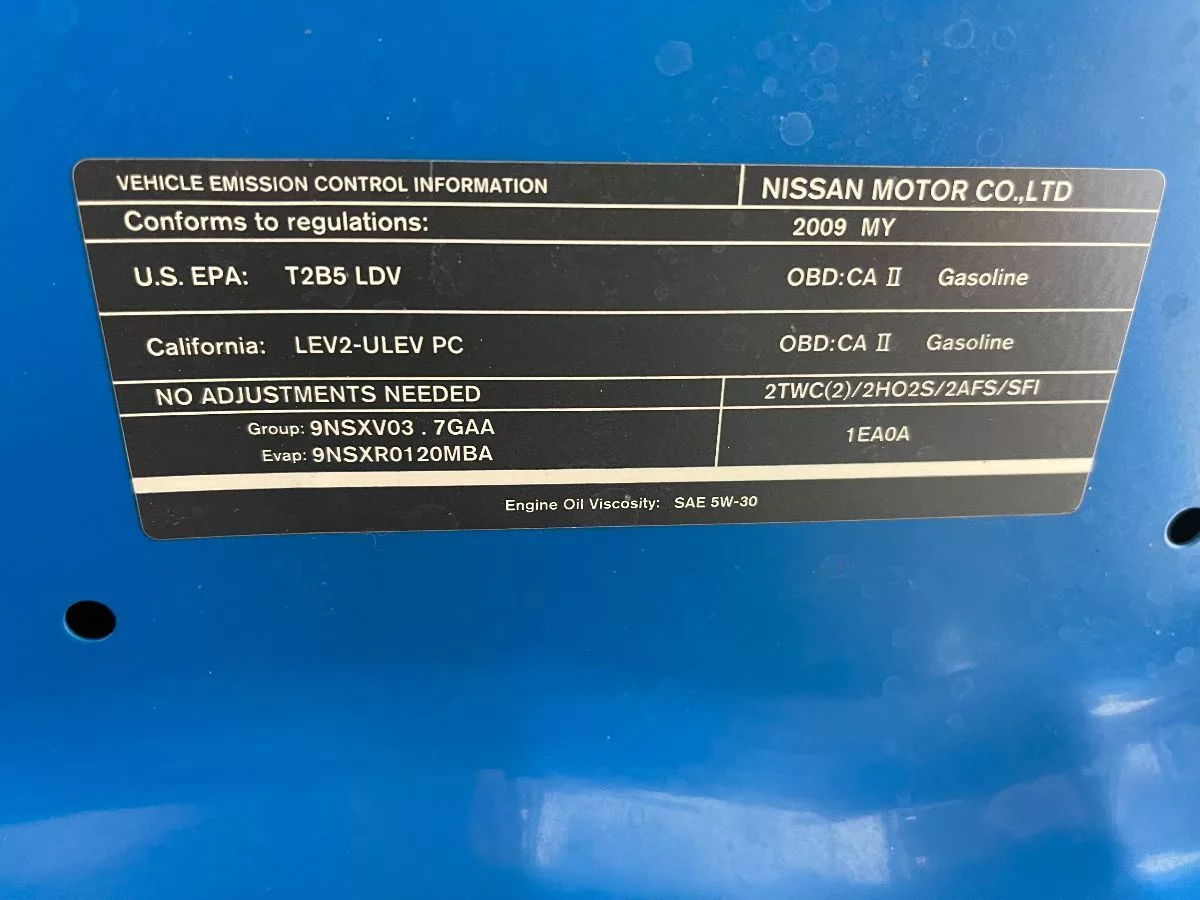 VEHICLE EMISSION CONTROL INFORMATION NISSAN MOTOR CO.,LTD
Conforms to regulations: 2009 MY
U.S. EPA: T2B5 LDV OBD:CA II Gasoline
California: LEV2-ULEV PC OBD:CA II Gasoline
NO ADJUSTMENTS NEEDED 2TWC(2)/2HO2S/2AFS/SFI
Group: 9NSXV03 . 7GAA 1EA0A
Evap: 9NSXR0120MBA
Engine Oil Viscosity: SAE 5W-30